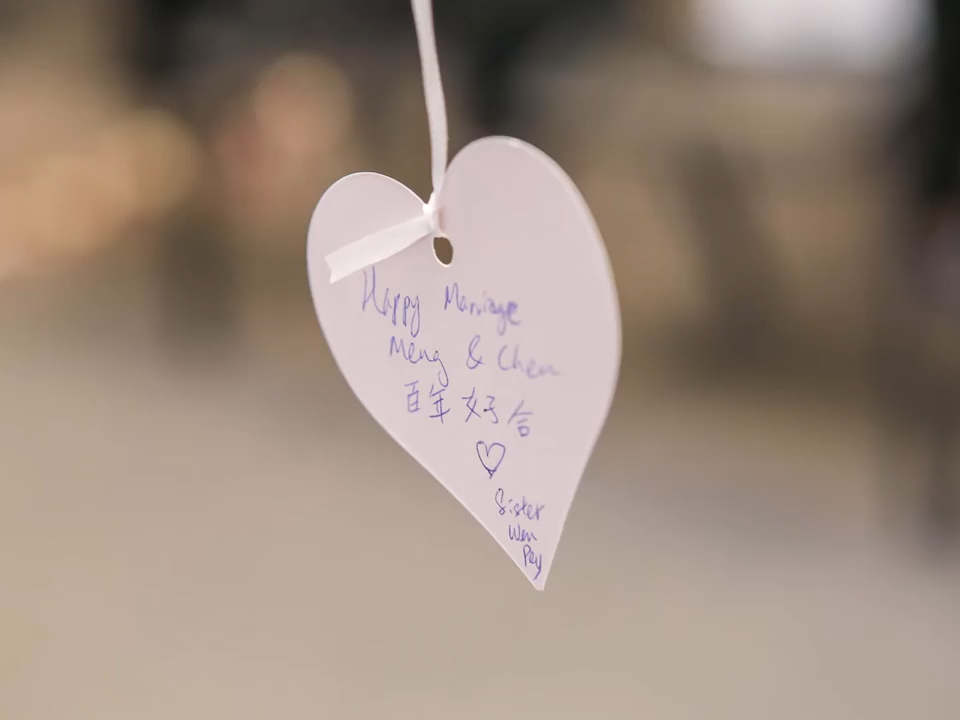 Happy Marriage
Meng & Chen
百年好合
Sister
Wen
Pey